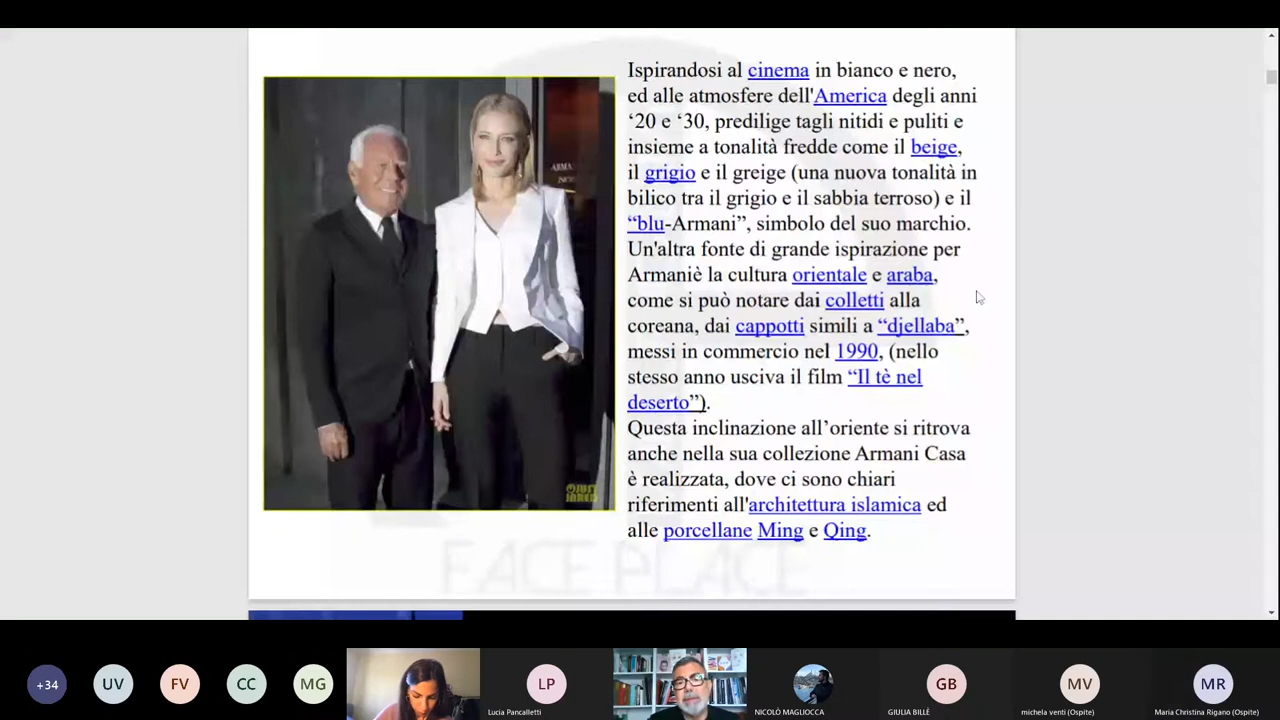 Ispirandosi al cinema in bianco e nero,
ed alle atmosfere dell'America degli anni
‘20 e ‘30, predilige tagli nitidi e puliti e
insieme a tonalità fredde come il beige,
il grigio e il greige (una nuova tonalità in
bilico tra il grigio e il sabbia terroso) e il
“blu-Armani”, simbolo del suo marchio.
Un'altra fonte di grande ispirazione per
Armaniè la cultura orientale e araba,
come si può notare dai colletti alla
coreana, dai cappotti simili a “djellaba”,
messi in commercio nel 1990, (nello
stesso anno usciva il film “Il tè nel
deserto”).
Questa inclinazione all’oriente si ritrova
anche nella sua collezione Armani Casa
è realizzata, dove ci sono chiari
riferimenti all'architettura islamica ed
alle porcellane Ming e Qing.
ARMA
JUST
JARED
FACE PLACE
+34
UV
FV
CC
MG
LP
Lucia Pancalletti
NICOLÒ MAGLIOCCA
GB
GIULIA BILLÈ
MV
michela venti (Ospite)
MR
Maria Christina Rigano (Ospite)